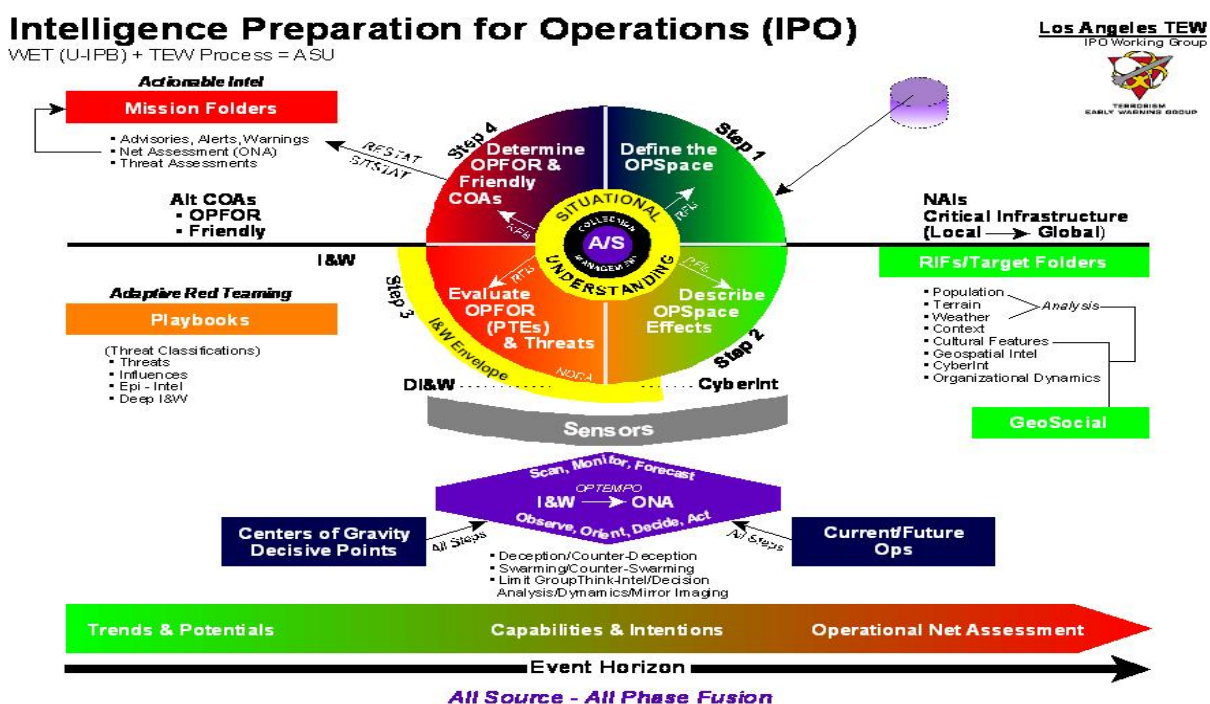 Intelligence Preparation for Operations (IPO)
WET (U-IPB) + TEW Process = ASU
Los Angeles TEW
IPO Working Group
TERRORISM
EARLY WARNING GROUP
Actionable Intel
Mission Folders
▪ Advisories, Alerts, Warnings
▪ Net Assessment (ONA)
▪ Threat Assessments
RESTAT
SITSTAT
Step 4
Determine
OPFOR &
Friendly
COAs
Step 1
Define the
OPSpace
RFIs
SITUATIONAL
UNDERSTANDING
COLLECTION
MANAGEMENT
A/S
Alt COAs
▪ OPFOR
▪ Friendly
NAIs
Critical Infrastructure
(Local Global)
I&W
RIFs/Target Folders
▪ Population
▪ Terrain
▪ Weather
▪ Context
▪ Cultural Features
▪ Geospatial Intel
▪ CyberInt
▪ Organizational Dynamics
Analysis
GeoSocial
Adaptive Red Teaming
Playbooks
(Threat Classifications)
▪ Threats
▪ Influences
▪ Epi - Intel
▪ Deep I&W
Step 3
I&W Envelope
RFIs
Evaluate
OPFOR
(PTEs)
& Threats
RFIs
Describe
OPSpace
Effects
Step 2
DI&W
CyberInt
Sensors
Scan, Monitor, Forecast
OPTEMPO
I&W ONA
Observe, Orient, Decide, Act
Centers of Gravity
Decisive Points
All Steps
All Steps
Current/Future
Ops
▪ Deception/Counter-Deception
▪ Swarming/Counter-Swarming
▪ Limit GroupThink-Intel/Decision
Analysis/Dymamics/Mirror Imaging
Trends & Potentials
Capabilities & Intentions
Operational Net Assessment
Event Horizon
All Source - All Phase Fusion